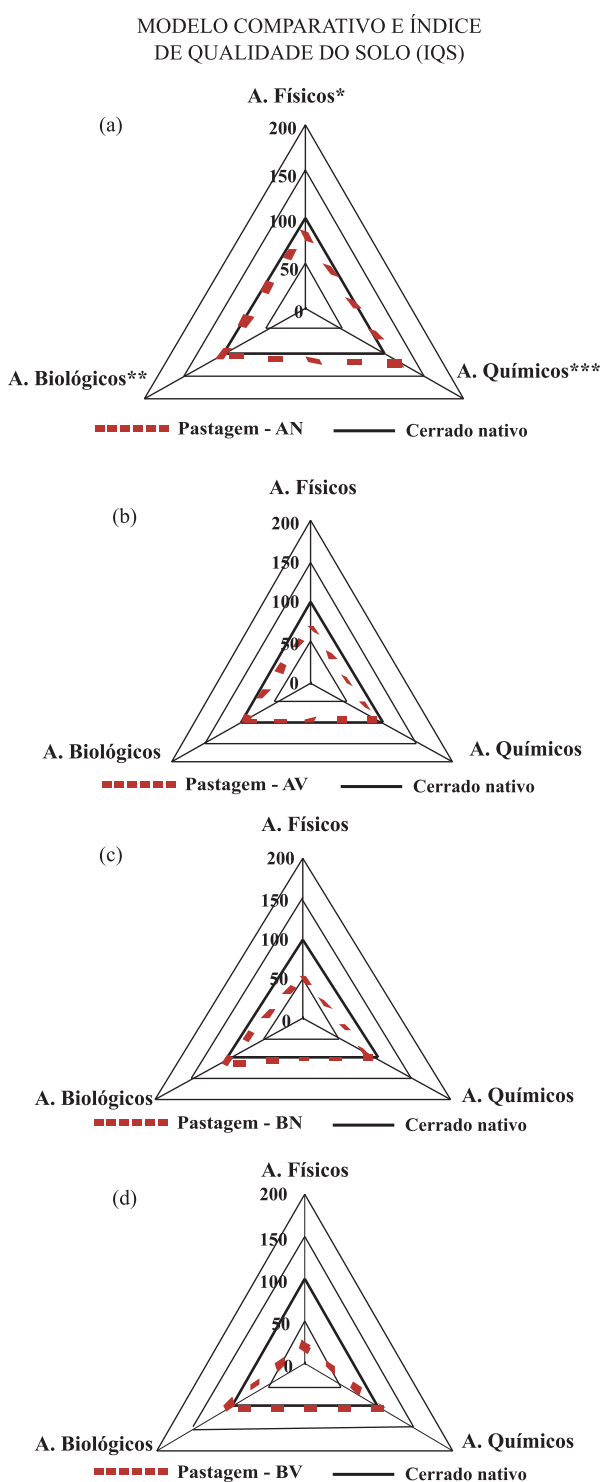 MODELO COMPARATIVO E ÍNDICE
DE QUALIDADE DO SOLO (IQS)
A. Físicos*
(a)
200
150
100
50
0
A. Biológicos**
A. Químicos***
Pastagem - AN
Cerrado nativo
A. Físicos
(b)
200
150
100
50
0
A. Biológicos
A. Químicos
Pastagem - AV
Cerrado nativo
A. Físicos
(c)
200
150
100
50
0
A. Biológicos
A. Químicos
Pastagem - BN
Cerrado nativo
A. Físicos
(d)
200
150
100
50
0
A. Biológicos
A. Químicos
Pastagem - BV
Cerrado nativo